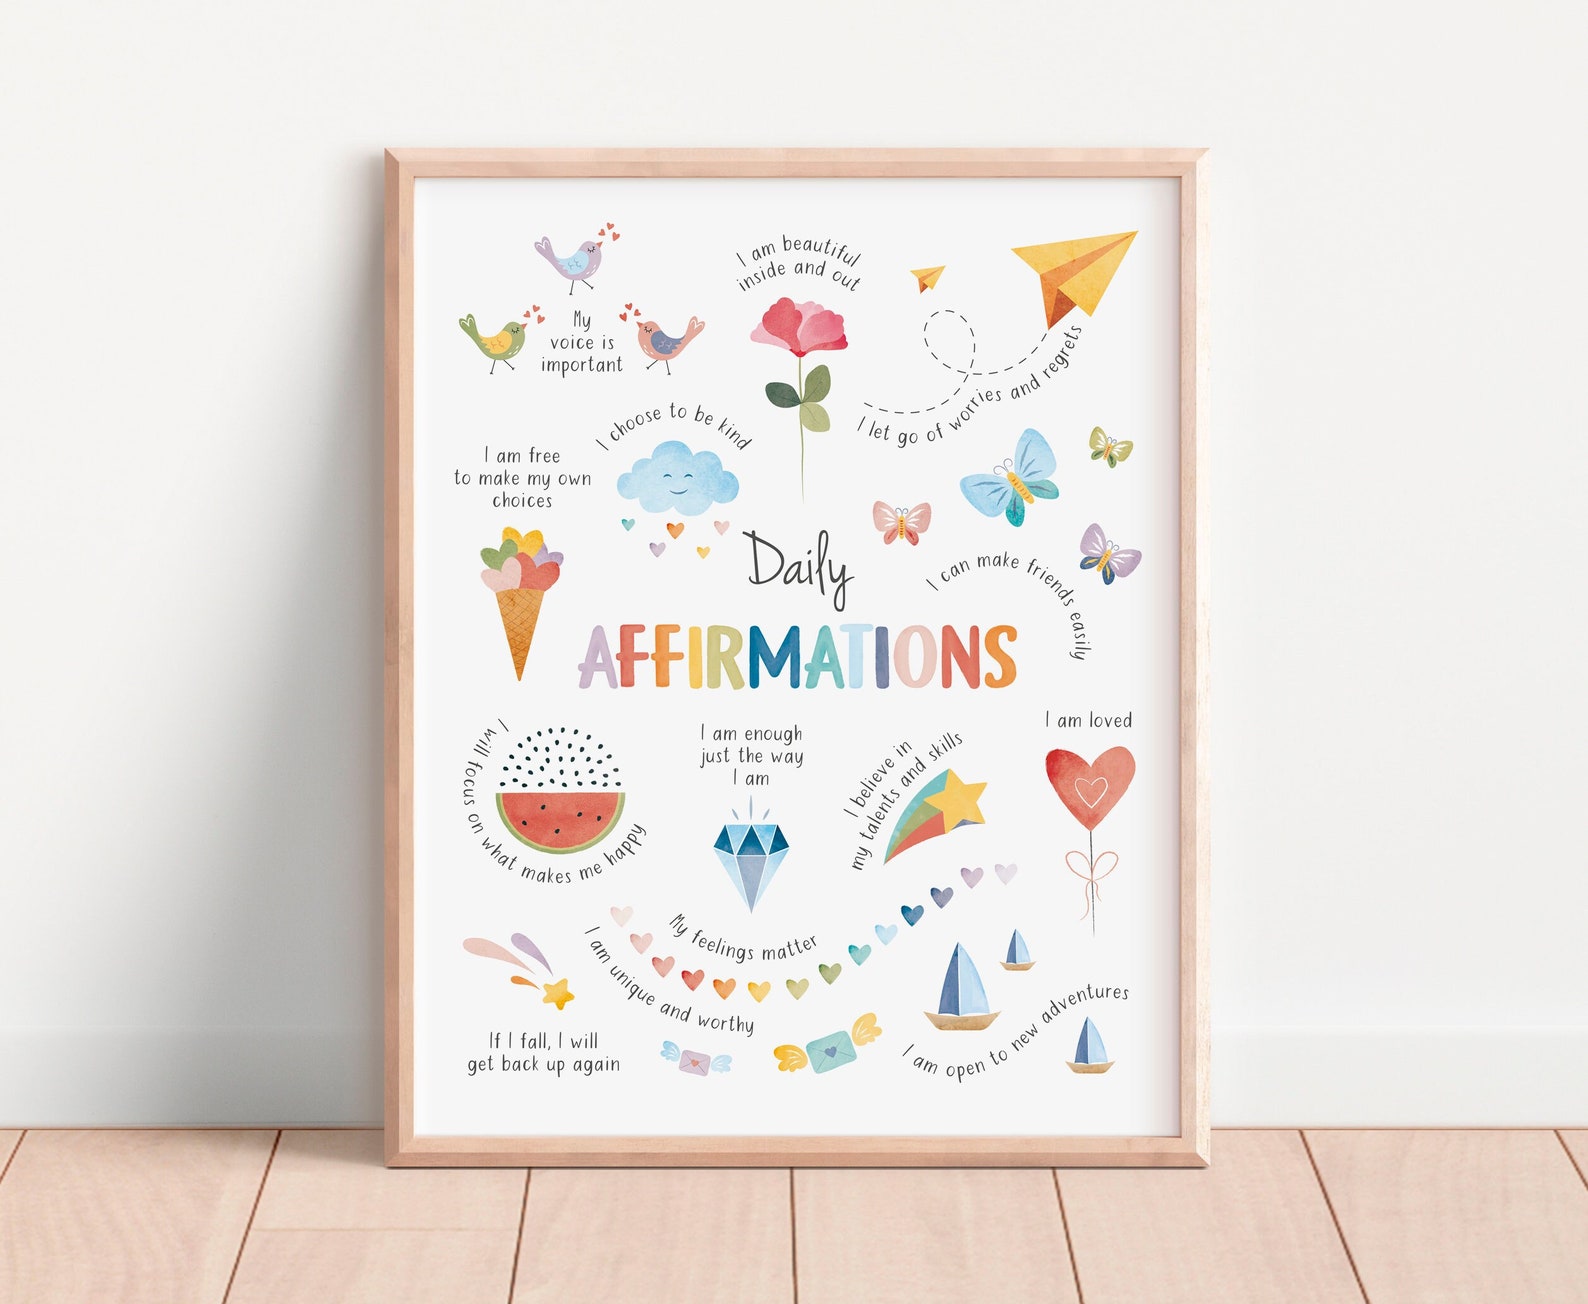 My
voice is
important
I am beautiful
inside and out
I let go of worries and regrets
I choose to be kind
I am free
to make my own
choices
I can make friends easily
Daily
AFFIRMATIONS
I will focus on what makes me happy
I am enough
just the way
I am
I believe in
my talents and skills
I am loved
My feelings matter
I am unique and worthy
If I fall, I will
get back up again
I am open to new adventures